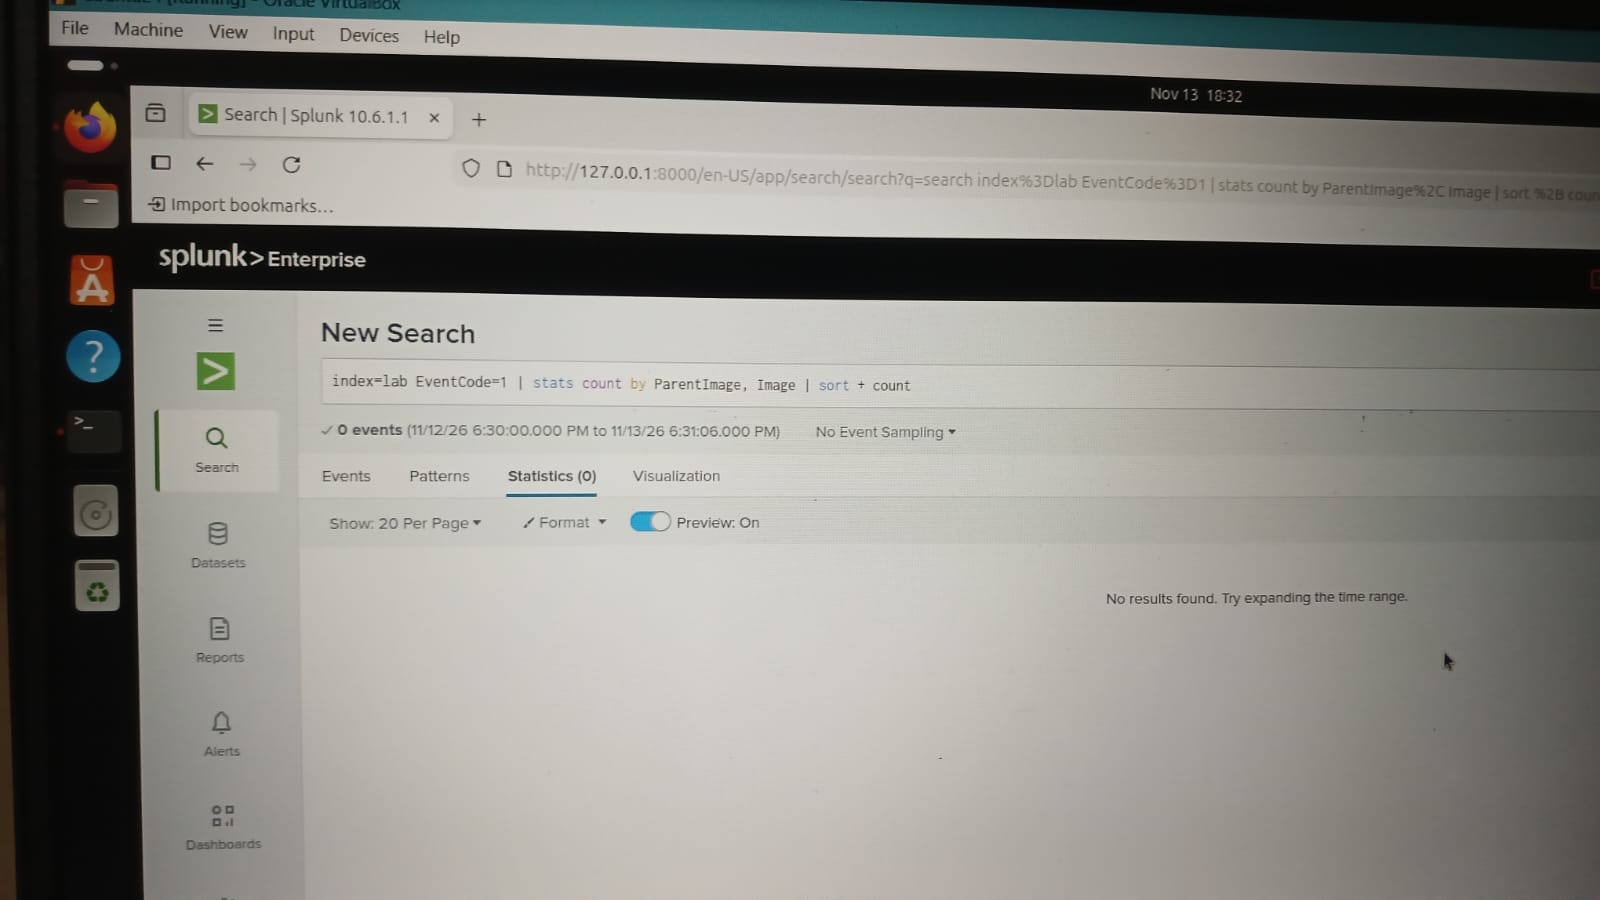 File Machine View Input Devices Help
Nov 13 18:32
Search | Splunk 10.6.1.1
http://127.0.0.1:8000/en-US/app/search/search?q=search index%3Dlab EventCode%3D1 | stats count by ParentImage%2C Image | sort %2B coun
Import bookmarks...
splunk>Enterprise
New Search
index=lab EventCode=1 | stats count by ParentImage, Image | sort + count
0 events (11/12/26 6:30:00.000 PM to 11/13/26 6:31:06.000 PM) No Event Sampling
Search
Events Patterns Statistics (0) Visualization
Show: 20 Per Page Format Preview: On
Datasets
No results found. Try expanding the time range.
Reports
Alerts
Dashboards